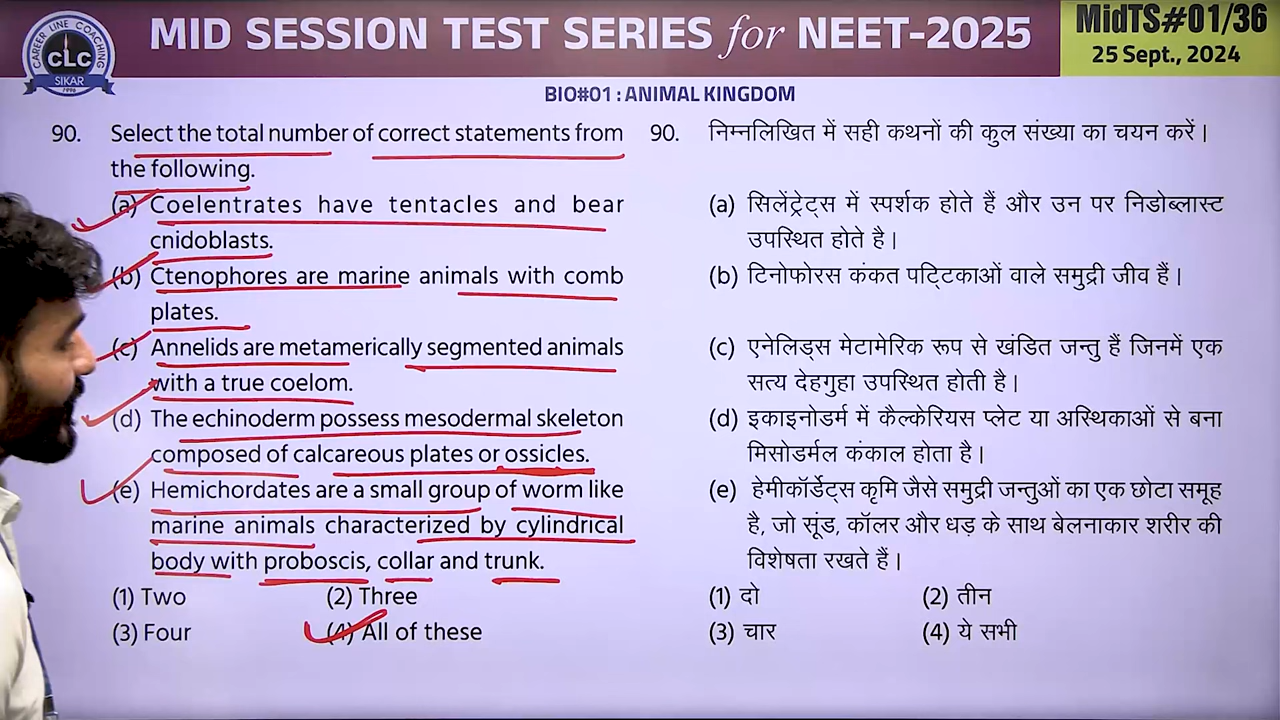 CAREER LINE COACHING
CLC
SIKAR
1996
MID SESSION TEST SERIES for NEET-2025
MidTS#01/36
25 Sept., 2024
BIO#01 : ANIMAL KINGDOM
90. Select the total number of correct statements from
the following.
(a) Coelentrates have tentacles and bear
cnidoblasts.
(b) Ctenophores are marine animals with comb
plates.
(c) Annelids are metamerically segmented animals
with a true coelom.
(d) The echinoderm possess mesodermal skeleton
composed of calcareous plates or ossicles.
(e) Hemichordates are a small group of worm like
marine animals characterized by cylindrical
body with proboscis, collar and trunk.
(1) Two (2) Three
(3) Four (4) All of these
90. निम्नलिखित में सही कथनों की कुल संख्या का चयन करें।
(a) सिलेंट्रेट्स में स्पर्शक होते हैं और उन पर निडोब्लास्ट
उपस्थित होते है।
(b) टिनोफोरस कंकत पट्टिकाओं वाले समुद्री जीव हैं।
(c) एनेलिड्स मेटामेरिक रूप से खंडित जन्तु हैं जिनमें एक
सत्य देहगुहा उपस्थित होती है।
(d) इकाइनोडर्म में कैल्केरियस प्लेट या अस्थिकाओं से बना
मिसोडर्मल कंकाल होता है।
(e) हेमीकॉर्डेट्स कृमि जैसे समुद्री जन्तुओं का एक छोटा समूह
है, जो सूंड, कॉलर और धड़ के साथ बेलनाकार शरीर की
विशेषता रखते हैं।
(1) दो (2) तीन
(3) चार (4) ये सभी